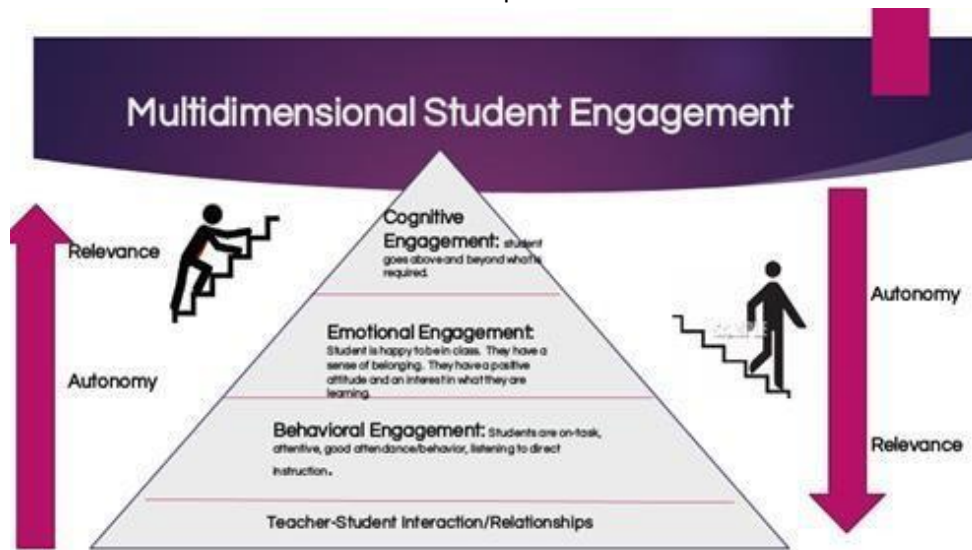 Multidimensional Student Engagement
Relevance
Autonomy
Cognitive
Engagement: student
goes above and beyond what is
required.
Emotional Engagement:
Student is happy to be in class. They have a
sense of belonging. They have a positive
attitude and an interest in what they are
learning.
Behavioral Engagement: Students are on-task,
attentive, good attendance/behavior, listening to direct
instruction.
Teacher-Student Interaction/Relationships
Autonomy
Relevance